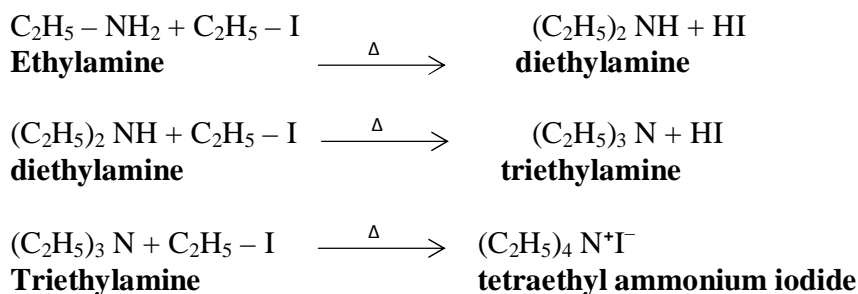 C₂H₅ – NH₂ + C₂H₅ – I Δ (C₂H₅)₂ NH + HI
Ethylamine diethylamine
(C₂H₅)₂ NH + C₂H₅ – I Δ (C₂H₅)₃ N + HI
diethylamine triethylamine
(C₂H₅)₃ N + C₂H₅ – I Δ (C₂H₅)₄ N⁺I⁻
Triethylamine tetraethyl ammonium iodide